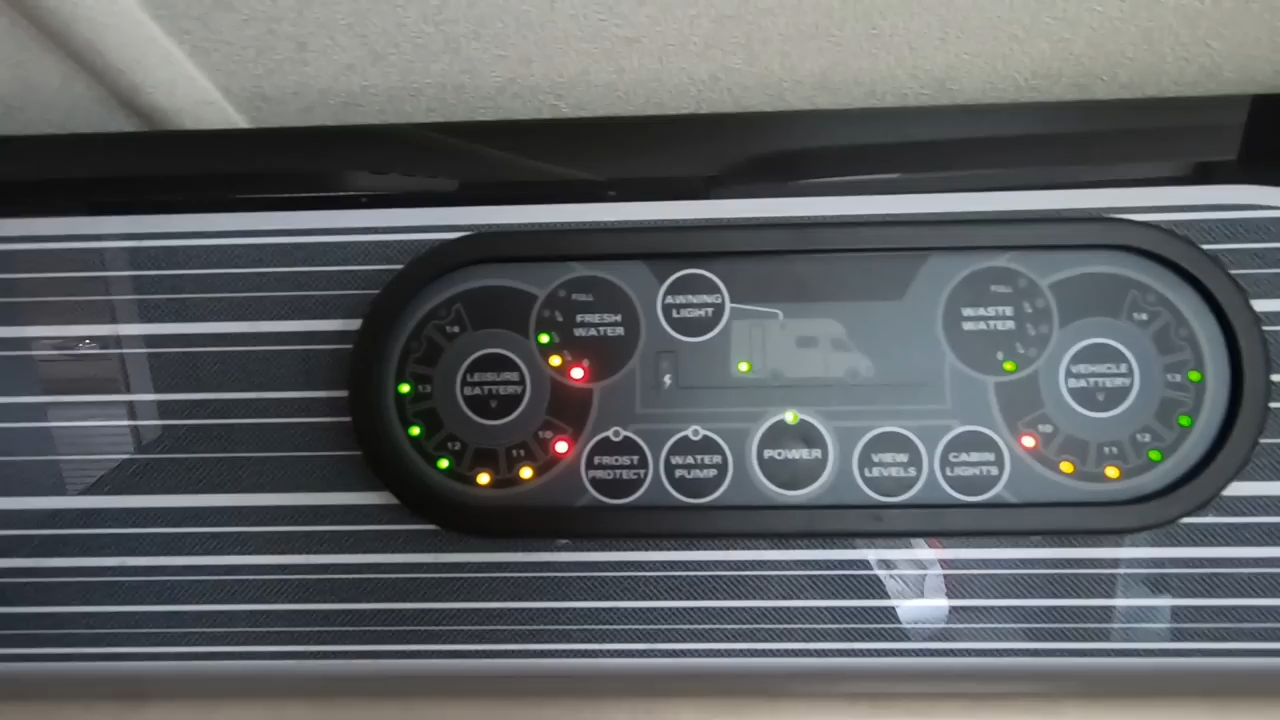 14
13
12
11
10
LEISURE
BATTERY
V
FULL
FRESH
WATER
AWNING
LIGHT
FROST
PROTECT
WATER
PUMP
POWER
VIEW
LEVELS
CABIN
LIGHTS
FULL
WASTE
WATER
VEHICLE
BATTERY
V
14
13
12
11
10